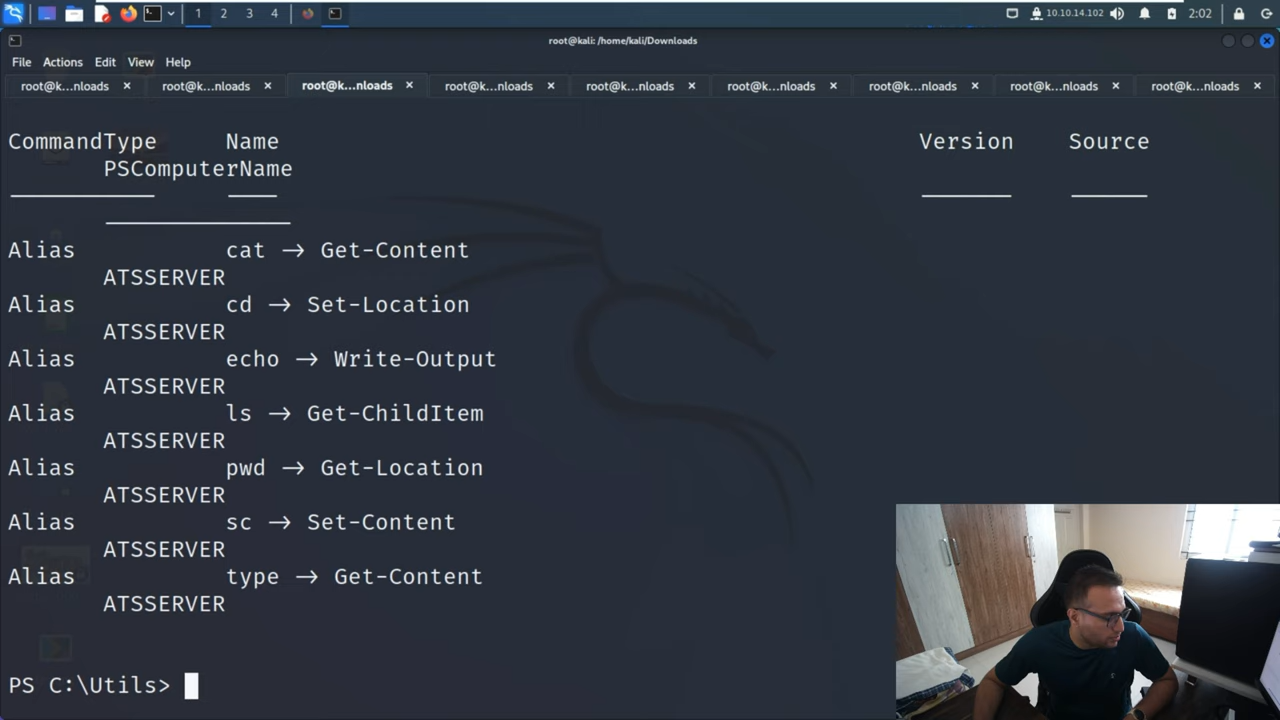 1 2 3 4 10.10.14.102 2:02
root@kali: /home/kali/Downloads
File Actions Edit View Help
root@k...nloads root@k...nloads root@k...nloads root@k...nloads root@k...nloads root@k...nloads root@k...nloads root@k...nloads root@k...nloads
CommandType Name Version Source
PSComputerName
Alias cat → Get-Content
ATSSERVER
Alias cd → Set-Location
ATSSERVER
Alias echo → Write-Output
ATSSERVER
Alias ls → Get-ChildItem
ATSSERVER
Alias pwd → Get-Location
ATSSERVER
Alias sc → Set-Content
ATSSERVER
Alias type → Get-Content
ATSSERVER
PS C:\Utils>